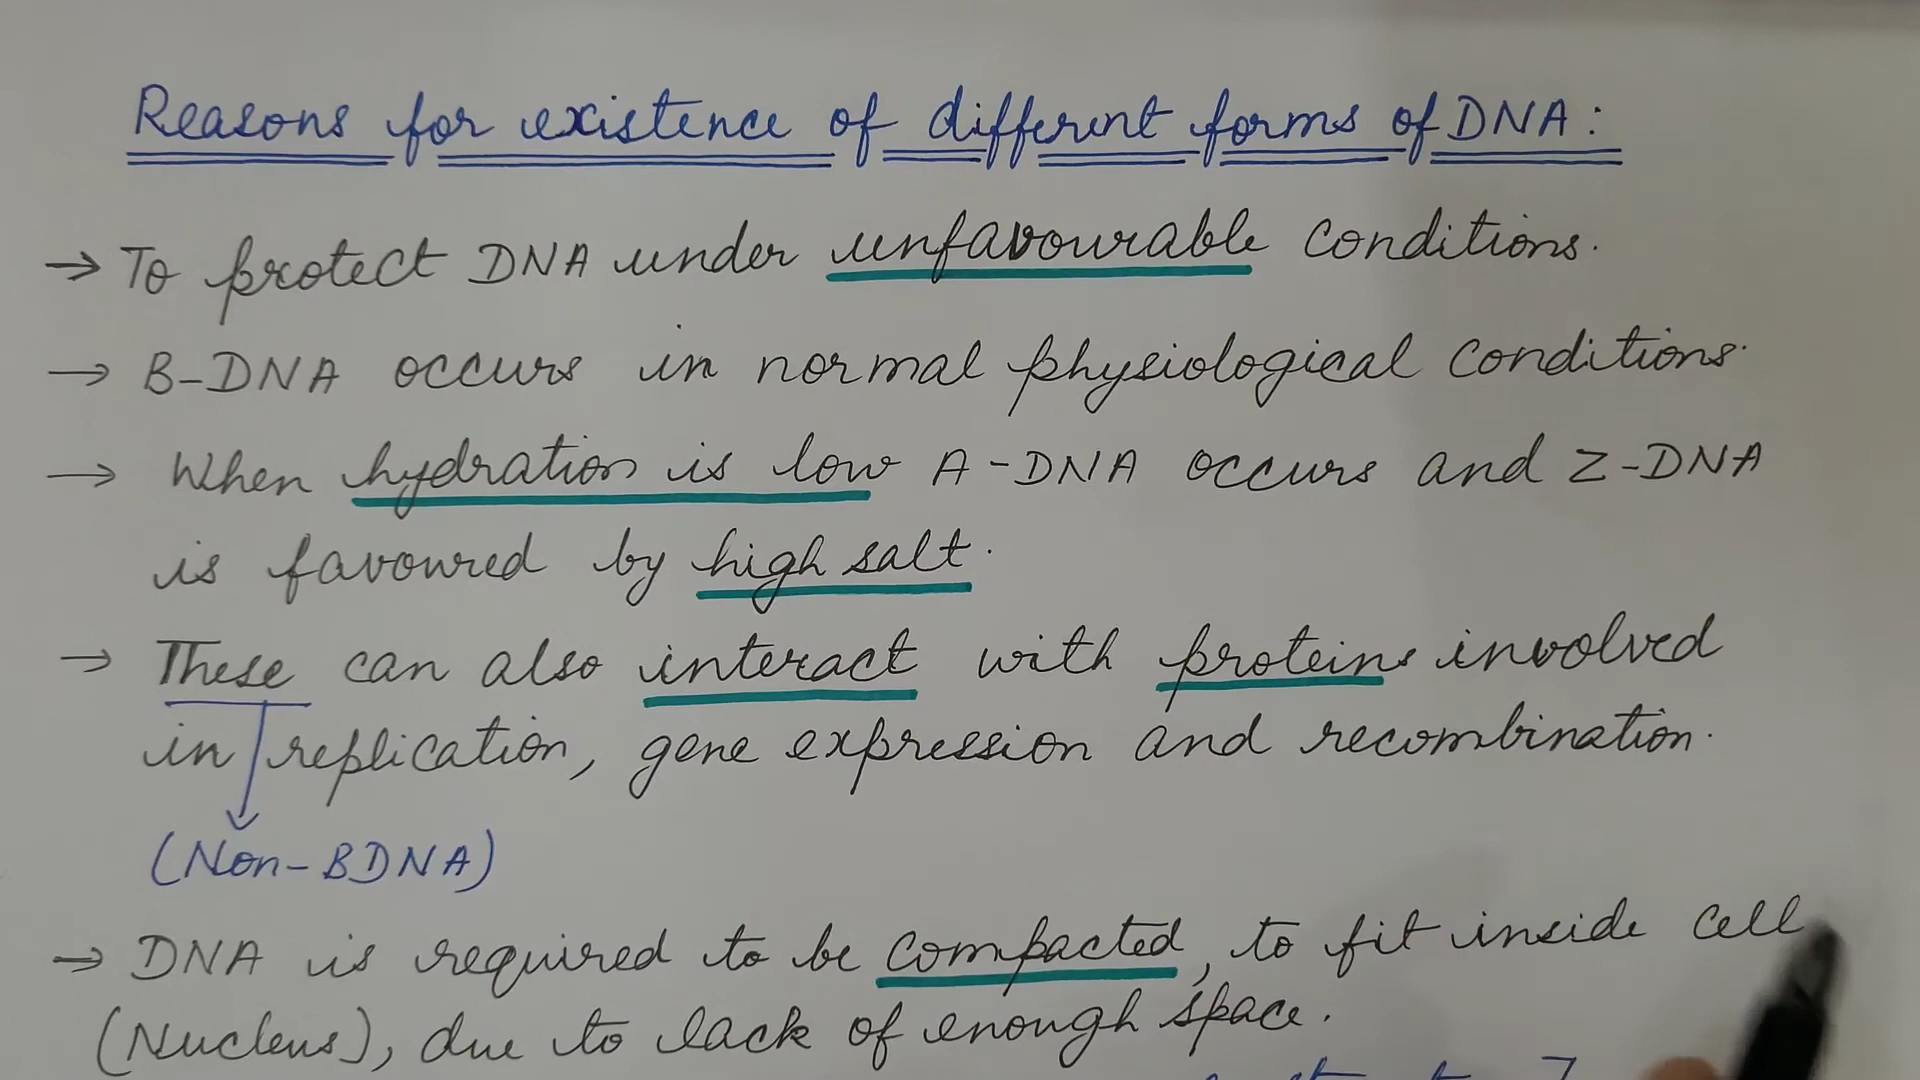 Reasons for existence of different forms of DNA:
→ To protect DNA under unfavourable conditions.
→ B-DNA occurs in normal physiological conditions.
→ When hydration is low A-DNA occurs and Z-DNA
is favoured by high salt.
→ These can also interact with proteins involved
in replication, gene expression and recombination.
(Non-BDNA)
→ DNA is required to be compacted, to fit inside cell
(Nucleus), due to lack of enough space.